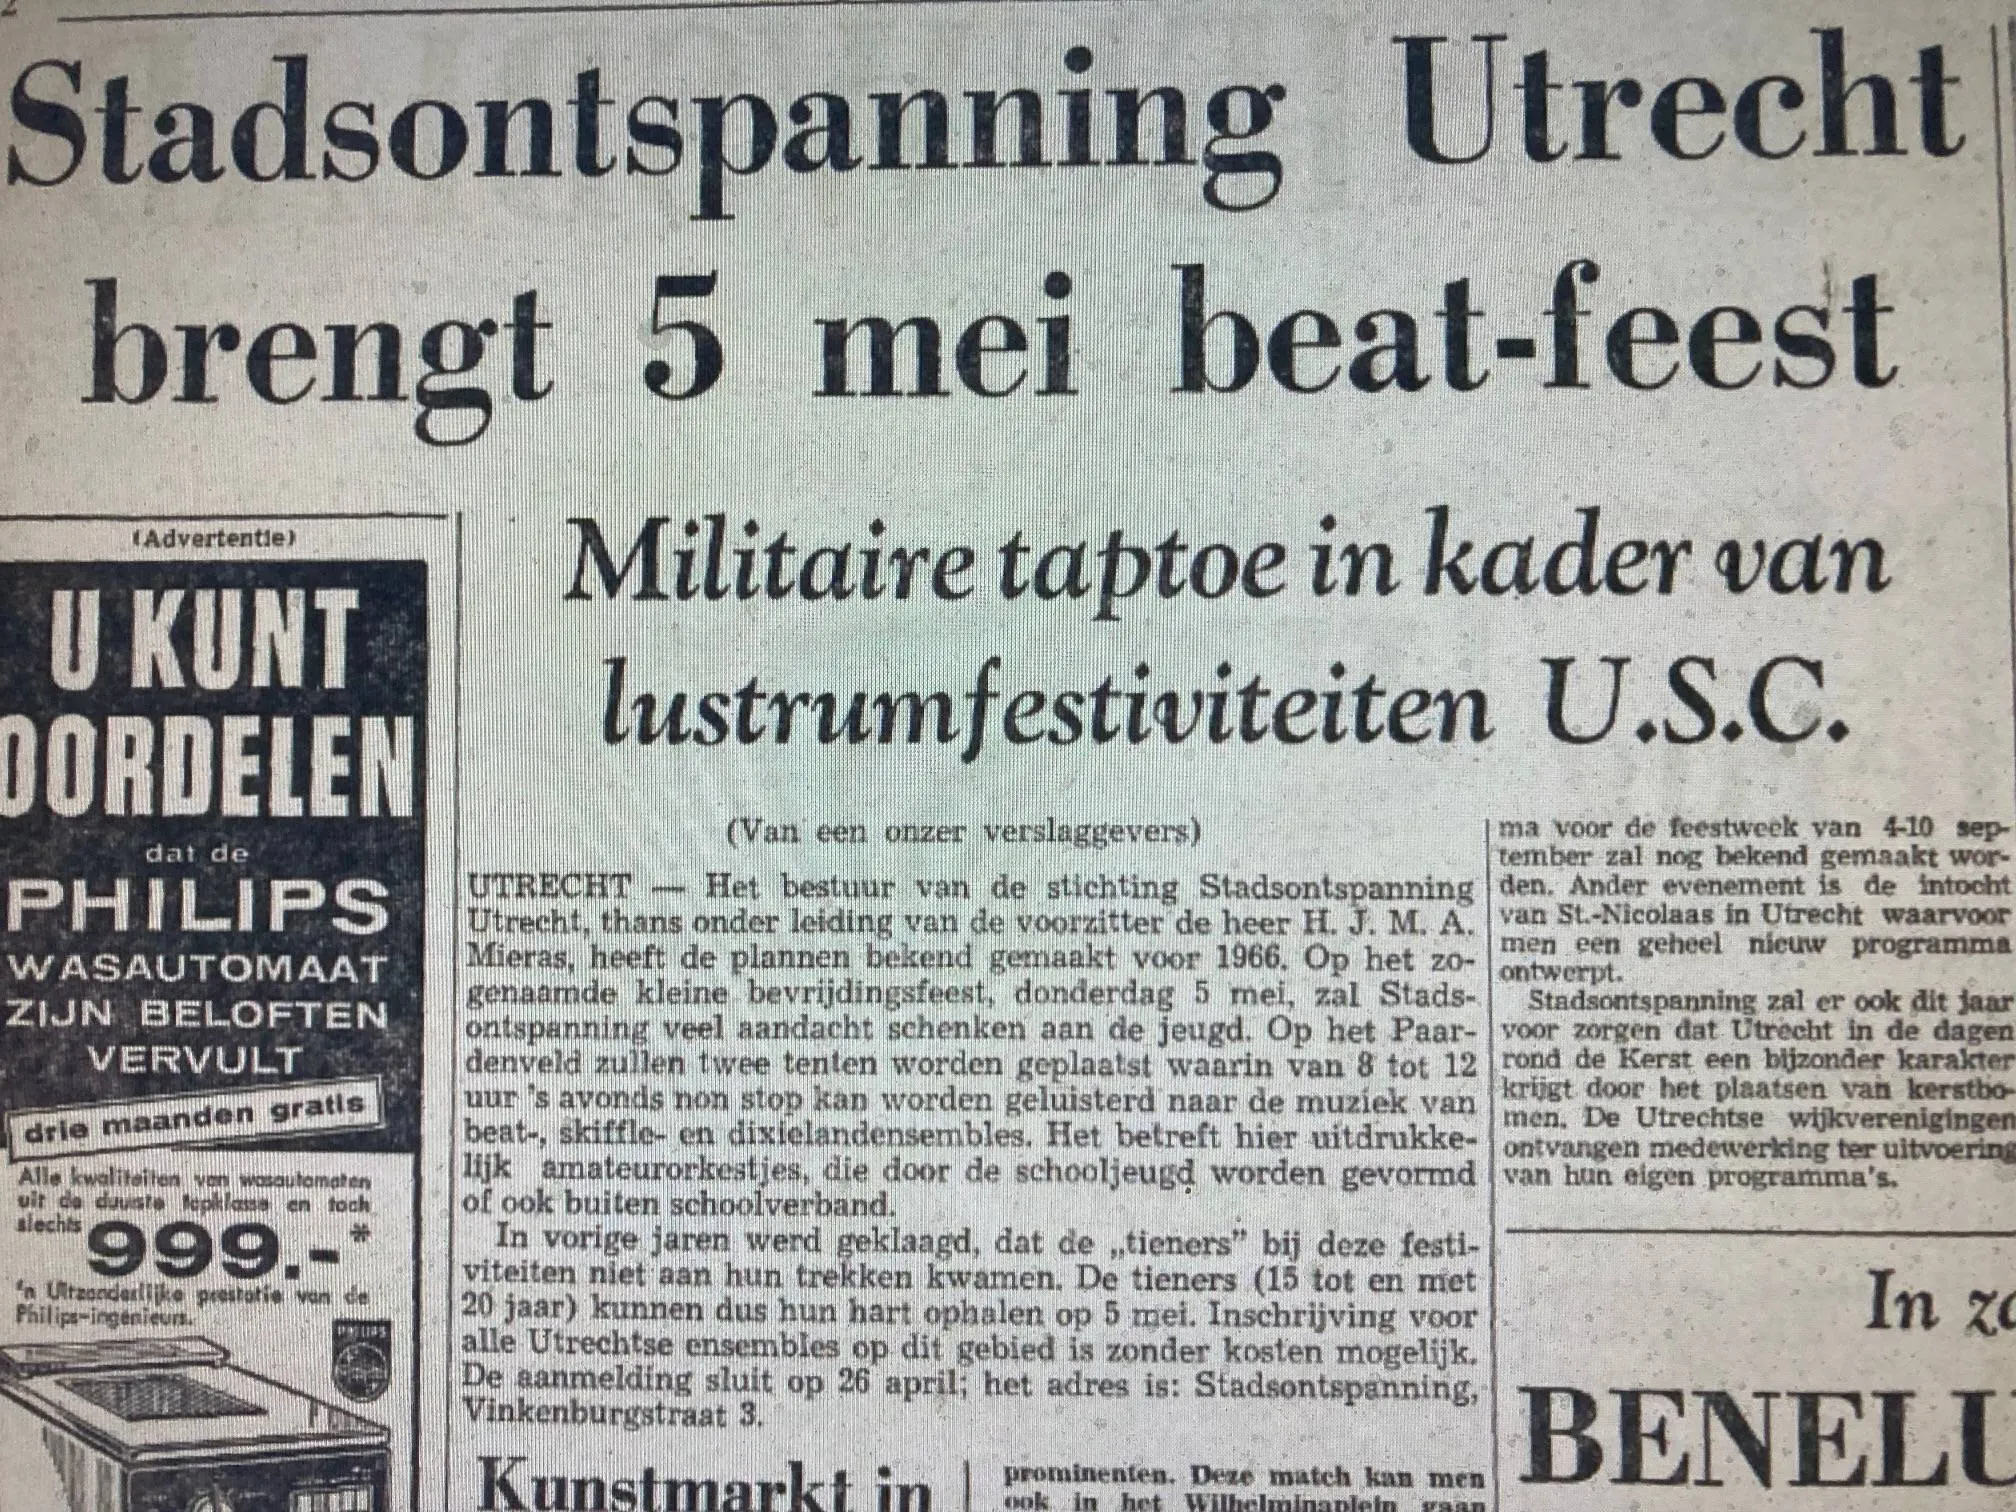 Stadsontspanning Utrecht
brengt 5 mei beat-feest
Militaire taptoe in kader van
lustrumfestiviteiten U.S.C.
(Advertentie)
U KUNT
OORDELEN
dat de
PHILIPS
WASAUTOMAAT
ZIJN BELOFTEN
VERVULT
drie maanden gratis
Alle kwaliteiten van wasautomaten
uit de duurste topklasse en toch
slechts
999.-*
'n Uitzonderlijke prestatie van de
Philips-ingenieurs.
PHILIPS
(Van een onzer verslaggevers)
UTRECHT — Het bestuur van de stichting Stadsontspanning
Utrecht, thans onder leiding van de voorzitter de heer H. J. M. A.
Mieras, heeft de plannen bekend gemaakt voor 1966. Op het zo-
genaamde kleine bevrijdingsfeest, donderdag 5 mei, zal Stads-
ontspanning veel aandacht schenken aan de jeugd. Op het Paar-
denveld zullen twee tenten worden geplaatst waarin van 8 tot 12
uur 's avonds non stop kan worden geluisterd naar de muziek van
beat-, skiffle- en dixielandensembles. Het betreft hier uitdrukke-
lijk amateurorkestjes, die door de schooljeugd worden gevormd
of ook buiten schoolverband.
In vorige jaren werd geklaagd, dat de „tieners” bij deze festi-
viteiten niet aan hun trekken kwamen. De tieners (15 tot en met
20 jaar) kunnen dus hun hart ophalen op 5 mei. Inschrijving voor
alle Utrechtse ensembles op dit gebied is zonder kosten mogelijk.
De aanmelding sluit op 26 april; het adres is: Stadsontspanning,
Vinkenburgstraat 3.
ma voor de feestweek van 4-10 sep-
tember zal nog bekend gemaakt wor-
den. Ander evenement is de intocht
van St.-Nicolaas in Utrecht waarvoor
men een geheel nieuw programma
ontwerpt.
Stadsontspanning zal er ook dit jaar
voor zorgen dat Utrecht in de dagen
rond de Kerst een bijzonder karakter
krijgt door het plaatsen van kerstbo-
men. De Utrechtse wijkverenigingen
ontvangen medewerking ter uitvoering
van hun eigen programma's.
Kunstmarkt in
prominenten. Deze match kan men
ook in het Wilhelminaplein gaan
In zo
BENELU